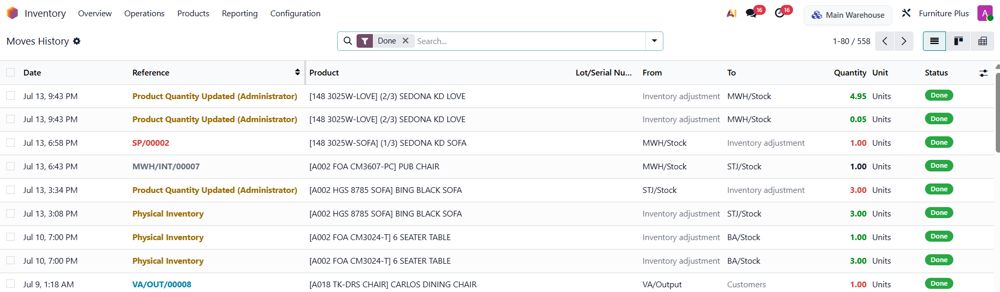 Inventory Overview Operations Products Reporting Configuration AI 16 16 Main Warehouse Furniture Plus A
Moves History Done Search... 1-80 / 558
Date Reference Product Lot/Serial Nu... From To Quantity Unit Status
Jul 13, 9:43 PM Product Quantity Updated (Administrator) [148 3025W-LOVE] (2/3) SEDONA KD LOVE Inventory adjustment MWH/Stock 4.95 Units Done
Jul 13, 9:43 PM Product Quantity Updated (Administrator) [148 3025W-LOVE] (2/3) SEDONA KD LOVE Inventory adjustment MWH/Stock 0.05 Units Done
Jul 13, 6:58 PM SP/00002 [148 3025W-SOFA] (1/3) SEDONA KD SOFA MWH/Stock Inventory adjustment 1.00 Units Done
Jul 13, 6:43 PM MWH/INT/00007 [A002 FOA CM3607-PC] PUB CHAIR MWH/Stock STJ/Stock 1.00 Units Done
Jul 13, 3:34 PM Product Quantity Updated (Administrator) [A002 HGS 8785 SOFA] BING BLACK SOFA STJ/Stock Inventory adjustment 3.00 Units Done
Jul 13, 3:08 PM Physical Inventory [A002 HGS 8785 SOFA] BING BLACK SOFA Inventory adjustment STJ/Stock 3.00 Units Done
Jul 10, 7:00 PM Physical Inventory [A002 FOA CM3024-T] 6 SEATER TABLE Inventory adjustment BA/Stock 1.00 Units Done
Jul 10, 7:00 PM Physical Inventory [A002 FOA CM3024-T] 6 SEATER TABLE Inventory adjustment BA/Stock 3.00 Units Done
Jul 9, 1:18 AM VA/OUT/00008 [A018 TK-DRS CHAIR] CARLOS DINING CHAIR VA/Output Customers 1.00 Units Done